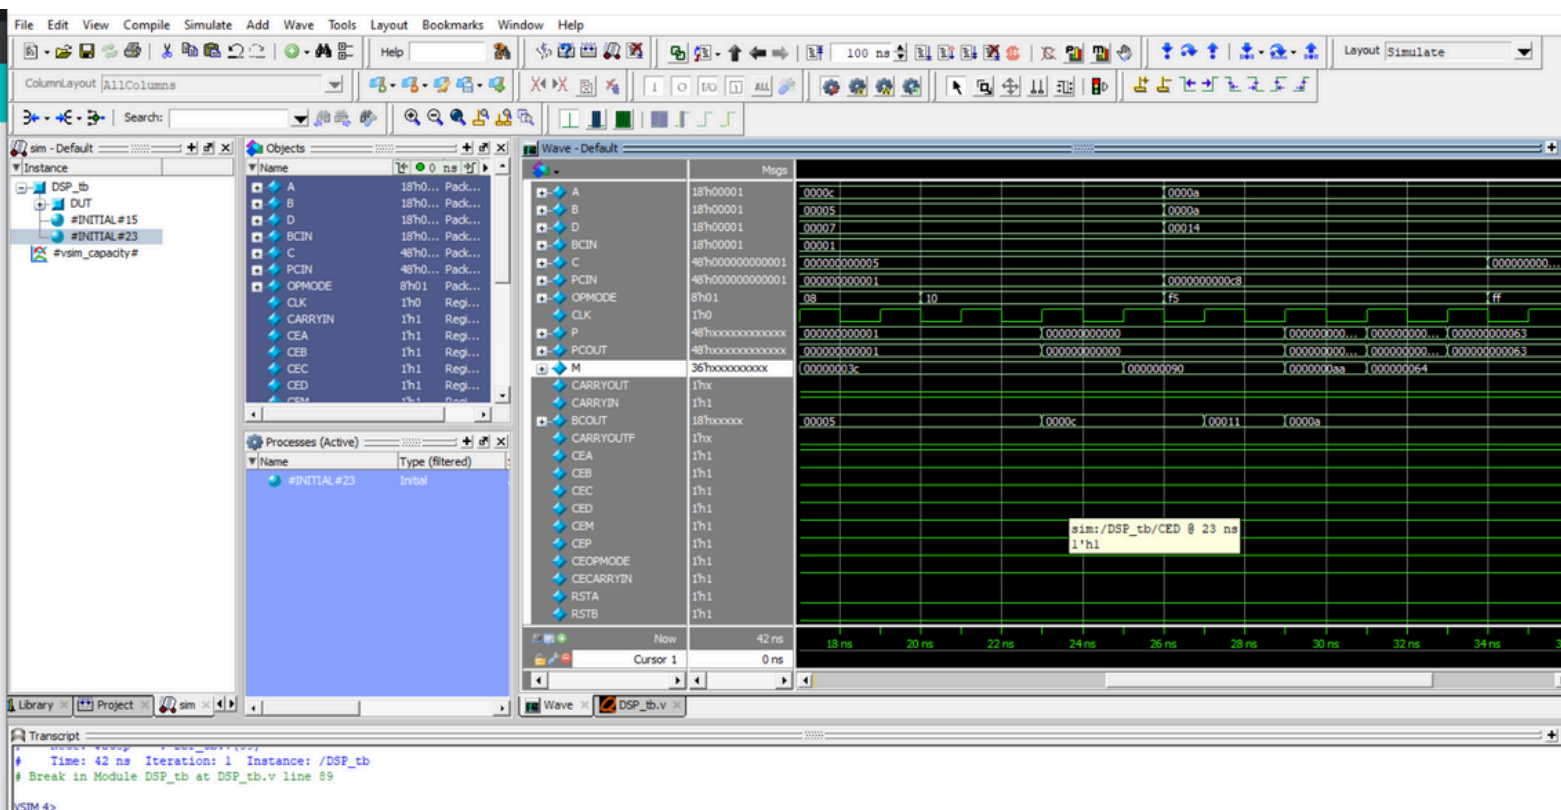 File Edit View Compile Simulate Add Wave Tools Layout Bookmarks Window Help
Help 100 ns Layout Simulate
ColumnLayout AllColumns
Search:
sim - Default
Instance
DSP_tb
DUT
#INITIAL#15
#INITIAL#23
#vsim_capacity#
Objects
Name 0 ns
A 18'h0... Pack...
B 18'h0... Pack...
D 18'h0... Pack...
BCIN 18'h0... Pack...
C 48'h0... Pack...
PCIN 48'h0... Pack...
OPMODE 8'h01 Pack...
CLK 1'h0 Regi...
CARRYIN 1'h1 Regi...
CEA 1'h1 Regi...
CEB 1'h1 Regi...
CEC 1'h1 Regi...
CED 1'h1 Regi...
CEM 1'h1 Regi...
Processes (Active)
Name Type (filtered)
#INITIAL#23 Initial
Wave - Default
Msgs
A 18'h00001 0000c 0000a
B 18'h00001 00005 0000a
D 18'h00001 00007 00014
BCIN 18'h00001 00001
C 48'h000000000001 000000000005 000000000...
PCIN 48'h000000000001 000000000001 0000000000c8
OPMODE 8'h01 08 10 f5 ff
CLK 1'h0
P 48'hxxxxxxxxxxxx 000000000001 000000000000 000000000... 000000000... 000000000063
PCOUT 48'hxxxxxxxxxxxx 000000000001 000000000000 000000000... 000000000... 000000000063
M 36'hxxxxxxxxx 00000003c 000000090 0000000aa 000000064
CARRYOUT 1'hx
CARRYIN 1'h1
BCOUT 18'hxxxxx 00005 0000c 00011 0000a
CARRYOUTF 1'hx
CEA 1'h1
CEB 1'h1
CEC 1'h1
CED 1'h1
CEM 1'h1
CEP 1'h1
CEOPMODE 1'h1
CECARRYIN 1'h1
RSTA 1'h1
RSTB 1'h1
sim:/DSP_tb/CED @ 23 ns
1'h1
Now 42 ns
18 ns 20 ns 22 ns 24 ns 26 ns 28 ns 30 ns 32 ns 34 ns
Cursor 1 0 ns
Library Project sim
Wave DSP_tb.v
Transcript
# Time: 42 ns Iteration: 1 Instance: /DSP_tb
# Break in Module DSP_tb at DSP_tb.v line 89
VSIM 4>